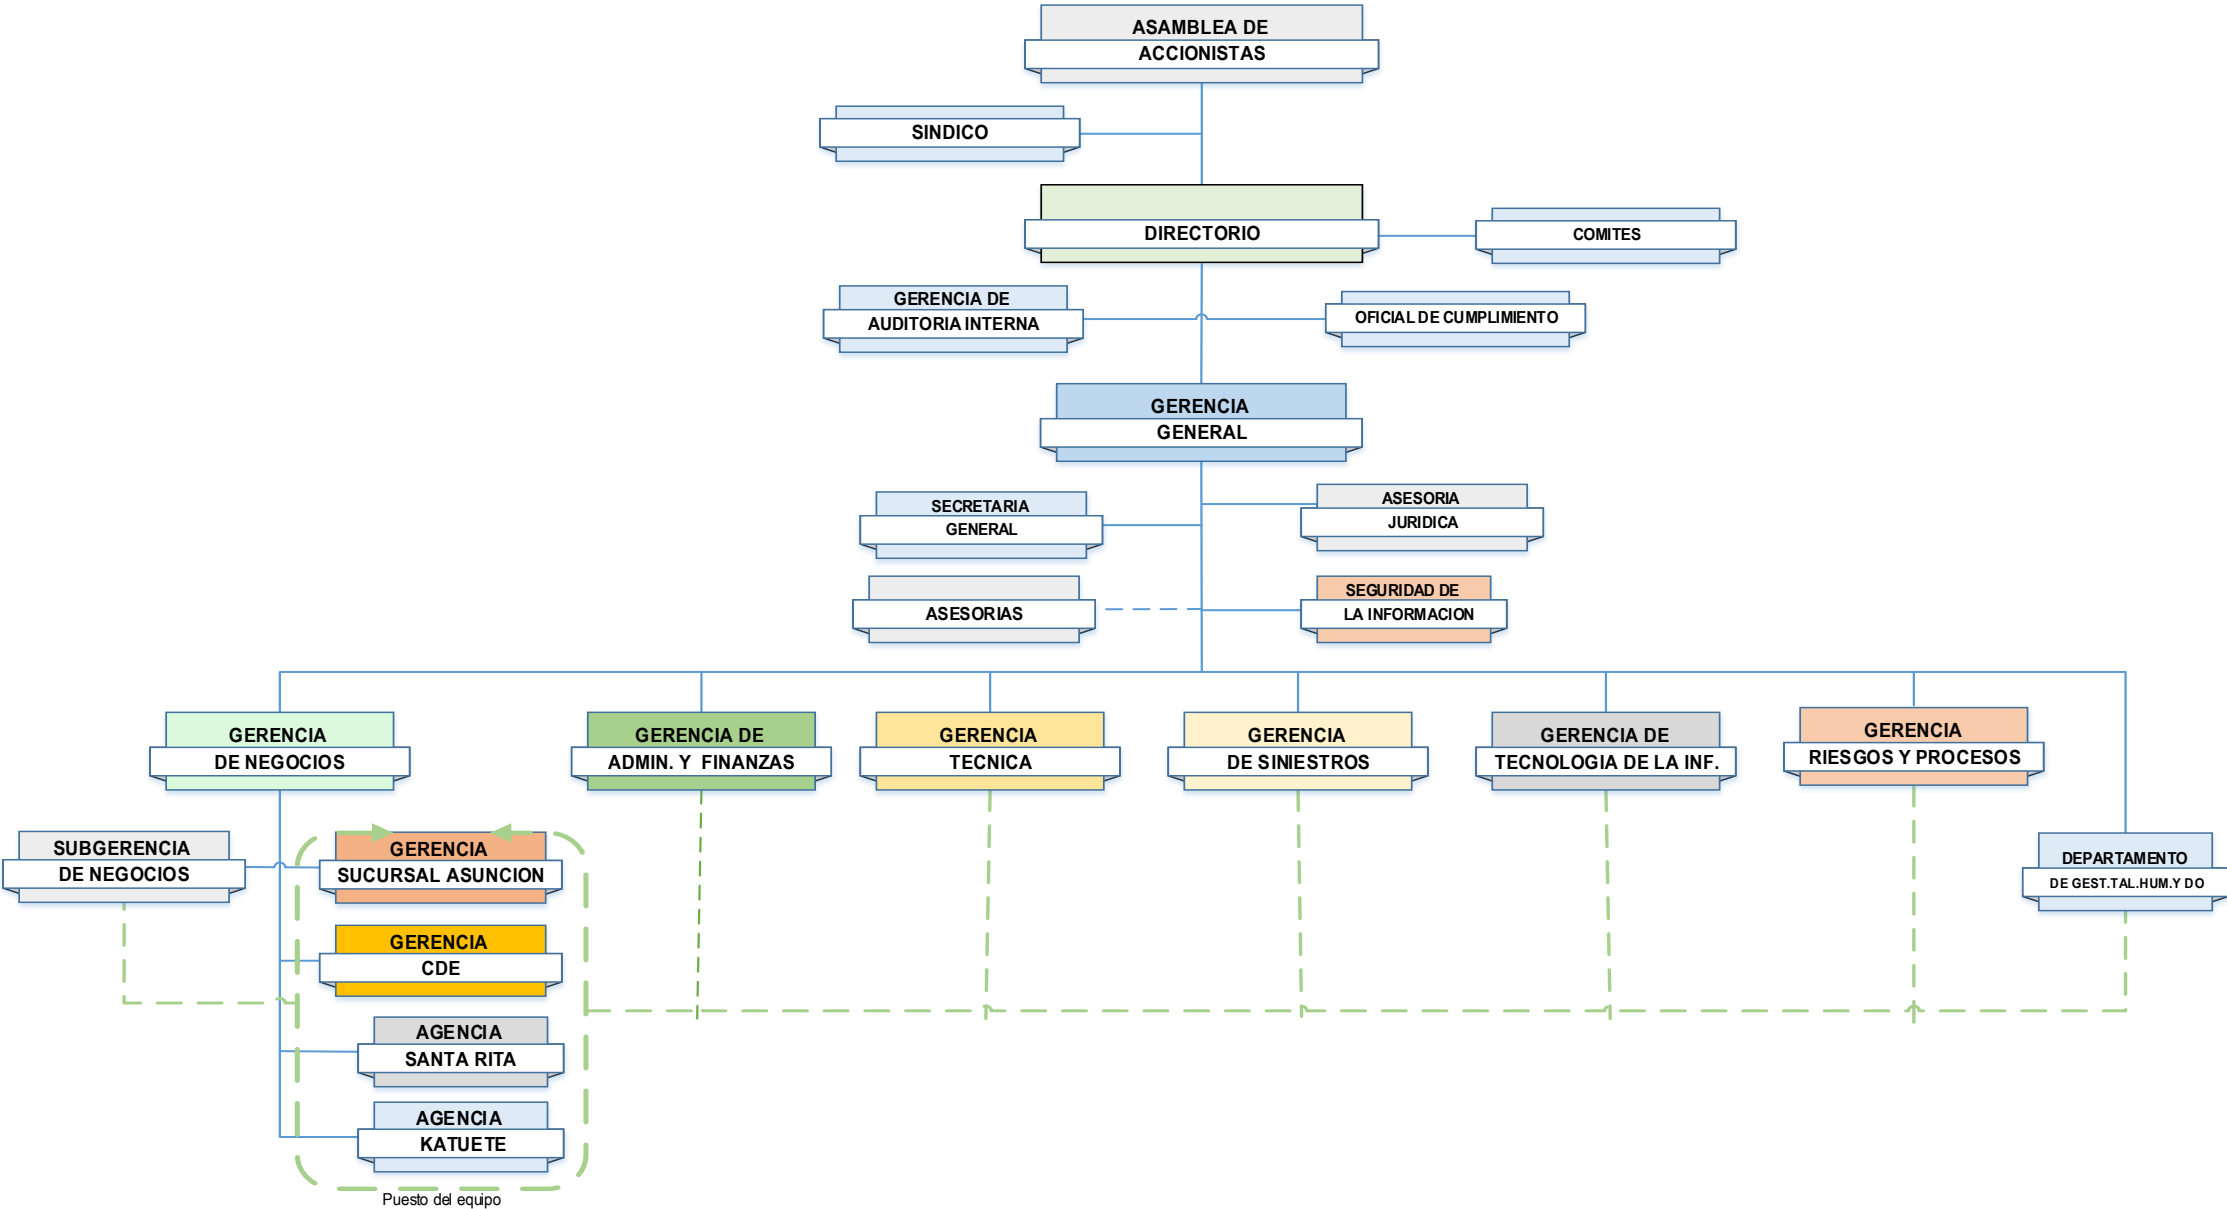 ASAMBLEA DE
ACCIONISTAS
SINDICO
DIRECTORIO
COMITES
GERENCIA DE
AUDITORIA INTERNA
OFICIAL DE CUMPLIMIENTO
GERENCIA
GENERAL
SECRETARIA
GENERAL
ASESORIA
JURIDICA
ASESORIAS
SEGURIDAD DE
LA INFORMACION
GERENCIA
DE NEGOCIOS
GERENCIA DE
ADMIN. Y FINANZAS
GERENCIA
TECNICA
GERENCIA
DE SINIESTROS
GERENCIA DE
TECNOLOGIA DE LA INF.
GERENCIA
RIESGOS Y PROCESOS
SUBGERENCIA
DE NEGOCIOS
GERENCIA
SUCURSAL ASUNCION
DEPARTAMENTO
DE GEST.TAL.HUM.Y DO
GERENCIA
CDE
AGENCIA
SANTA RITA
AGENCIA
KATUETE
Puesto del equipo